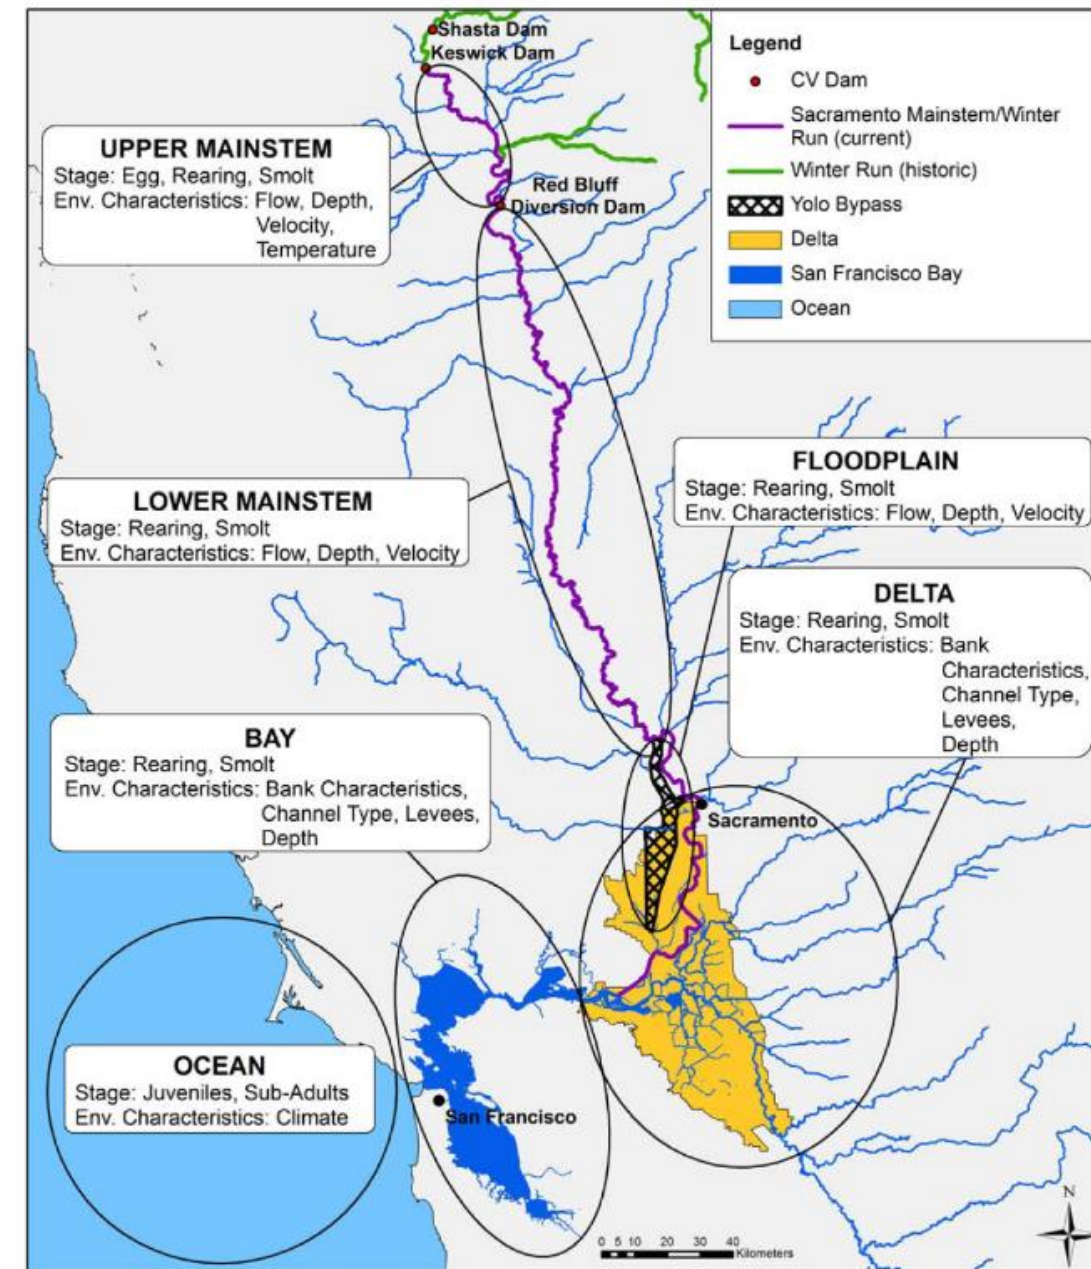 Shasta Dam
Keswick Dam
Legend
CV Dam
Sacramento Mainstem/Winter
Run (current)
Winter Run (historic)
Yolo Bypass
Delta
San Francisco Bay
Ocean
UPPER MAINSTEM
Stage: Egg, Rearing, Smolt
Env. Characteristics: Flow, Depth,
Velocity,
Temperature
Red Bluff
Diversion Dam
LOWER MAINSTEM
Stage: Rearing, Smolt
Env. Characteristics: Flow, Depth, Velocity
FLOODPLAIN
Stage: Rearing, Smolt
Env. Characteristics: Flow, Depth, Velocity
DELTA
Stage: Rearing, Smolt
Env. Characteristics: Bank
Characteristics,
Channel Type,
Levees,
Depth
BAY
Stage: Rearing, Smolt
Env. Characteristics: Bank Characteristics,
Channel Type, Levees,
Depth
Sacramento
OCEAN
Stage: Juveniles, Sub-Adults
Env. Characteristics: Climate
San Francisco
N
0 5 10 20 30 40
Kilometers